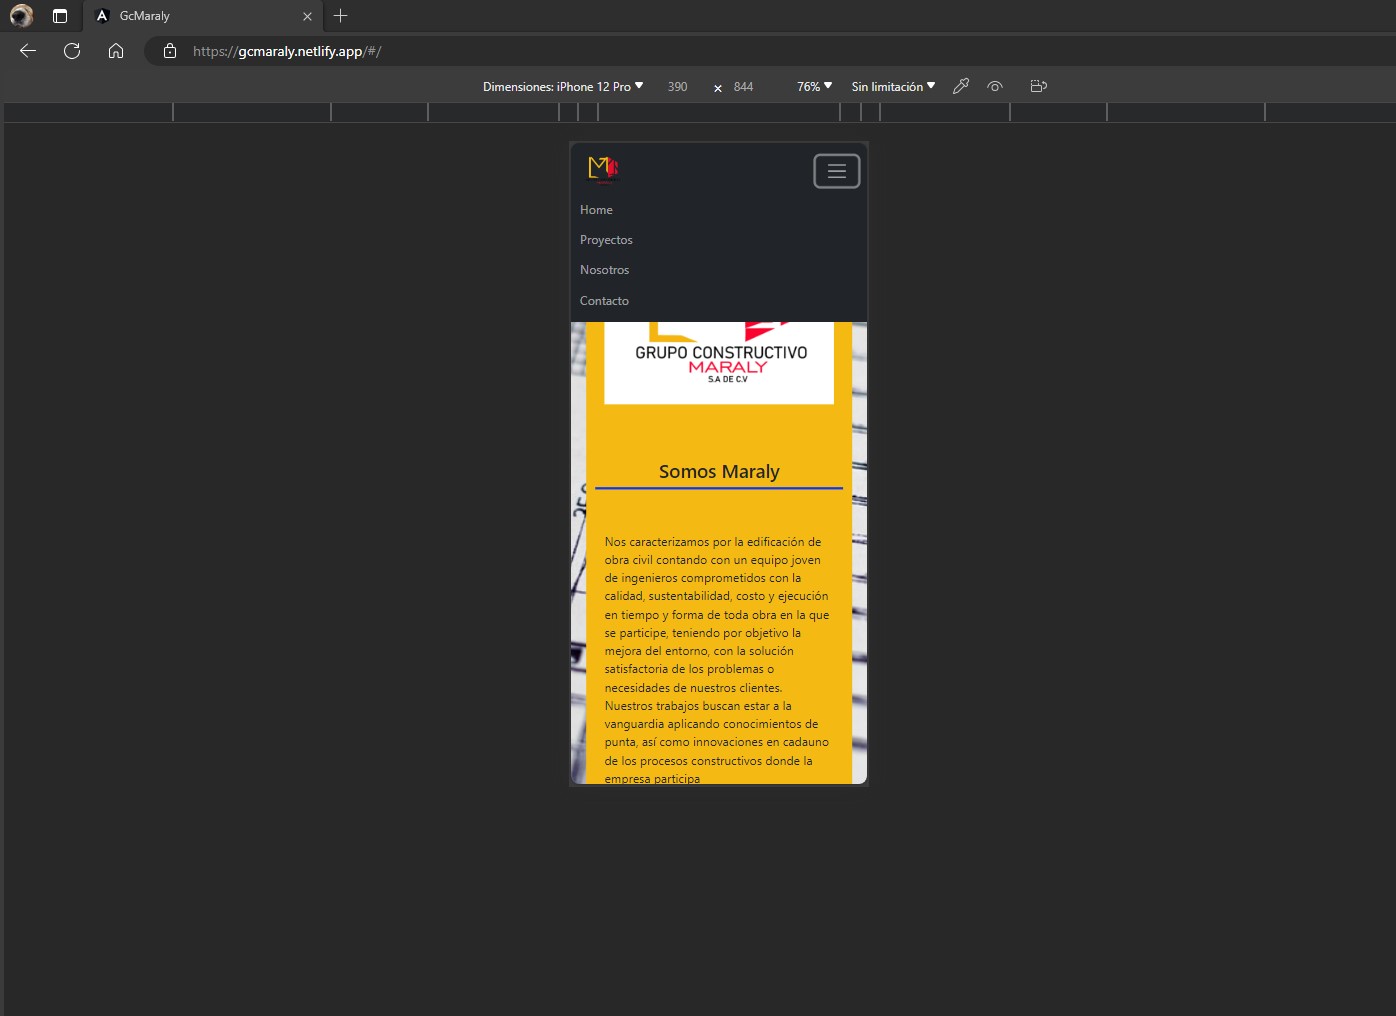 GcMaraly
https://gcmaraly.netlify.app/#/
Dimensiones: iPhone 12 Pro ▼ 390 × 844 76% ▼ Sin limitación ▼
Home
Proyectos
Nosotros
Contacto
GRUPO CONSTRUCTIVO
MARALY
S.A DE C.V
Somos Maraly
Nos caracterizamos por la edificación de
obra civil contando con un equipo joven
de ingenieros comprometidos con la
calidad, sustentabilidad, costo y ejecución
en tiempo y forma de toda obra en la que
se participe, teniendo por objetivo la
mejora del entorno, con la solución
satisfactoria de los problemas o
necesidades de nuestros clientes.
Nuestros trabajos buscan estar a la
vanguardia aplicando conocimientos de
punta, así como innovaciones en cadauno
de los procesos constructivos donde la
empresa participa